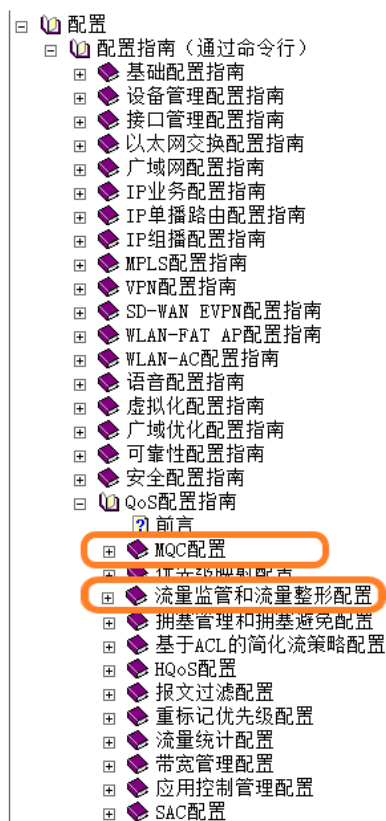 配置
配置指南（通过命令行）
基础配置指南
设备管理配置指南
接口管理配置指南
以太网交换配置指南
广域网配置指南
IP业务配置指南
IP单播路由配置指南
IP组播配置指南
MPLS配置指南
VPN配置指南
SD-WAN EVPN配置指南
WLAN-FAT AP配置指南
WLAN-AC配置指南
语音配置指南
虚拟化配置指南
广域优化配置指南
可靠性配置指南
安全配置指南
QoS配置指南
前言
MQC配置
优先级映射配置
流量监管和流量整形配置
拥塞管理和拥塞避免配置
基于ACL的简化流策略配置
HQoS配置
报文过滤配置
重标记优先级配置
流量统计配置
带宽管理配置
应用控制管理配置
SAC配置